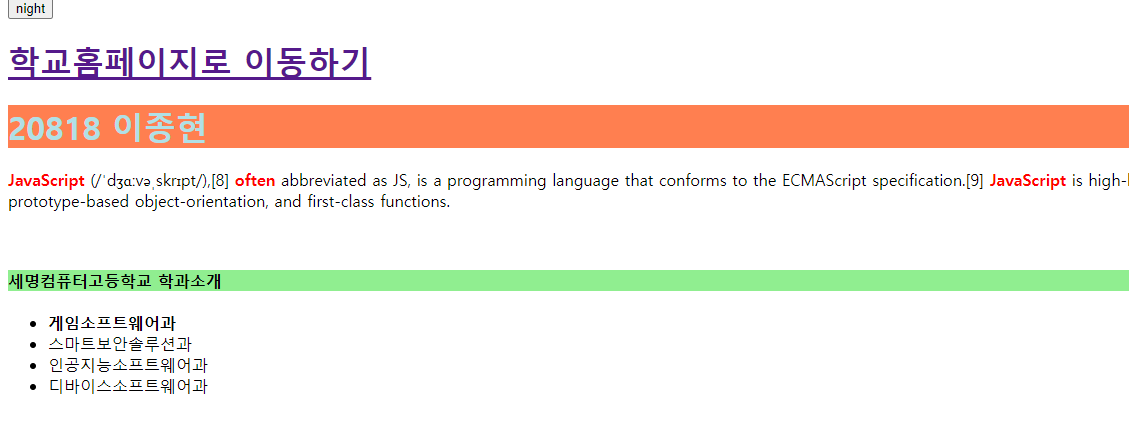 night
학교홈페이지로 이동하기
20818 이종현
JavaScript (/ˈdʒɑːvəˌskrɪpt/),[8] often abbreviated as JS, is a programming language that conforms to the ECMAScript specification.[9] JavaScript is high-
prototype-based object-orientation, and first-class functions.
세명컴퓨터고등학교 학과소개
게임소프트웨어과
스마트보안솔루션과
인공지능소프트웨어과
디바이스소프트웨어과